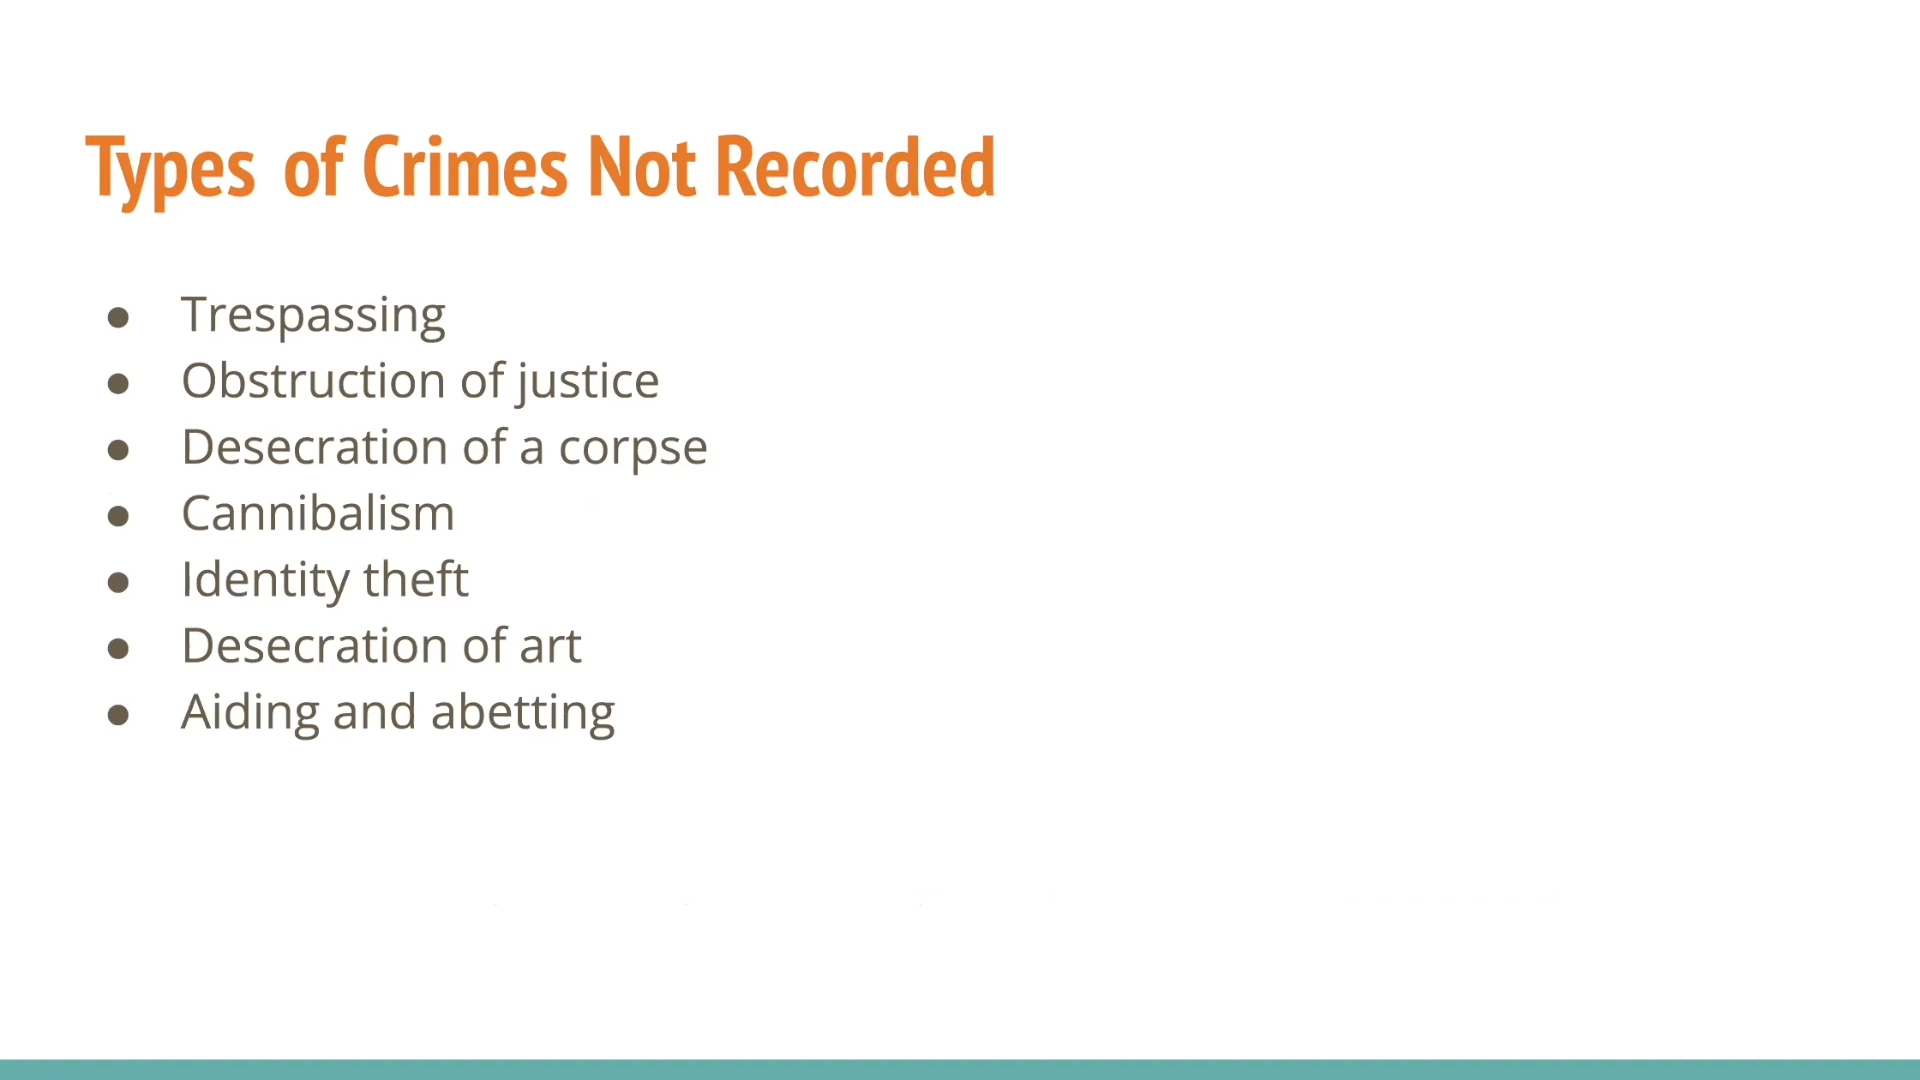 Types of Crimes Not Recorded
● Trespassing
● Obstruction of justice
● Desecration of a corpse
● Cannibalism
● Identity theft
● Desecration of art
● Aiding and abetting